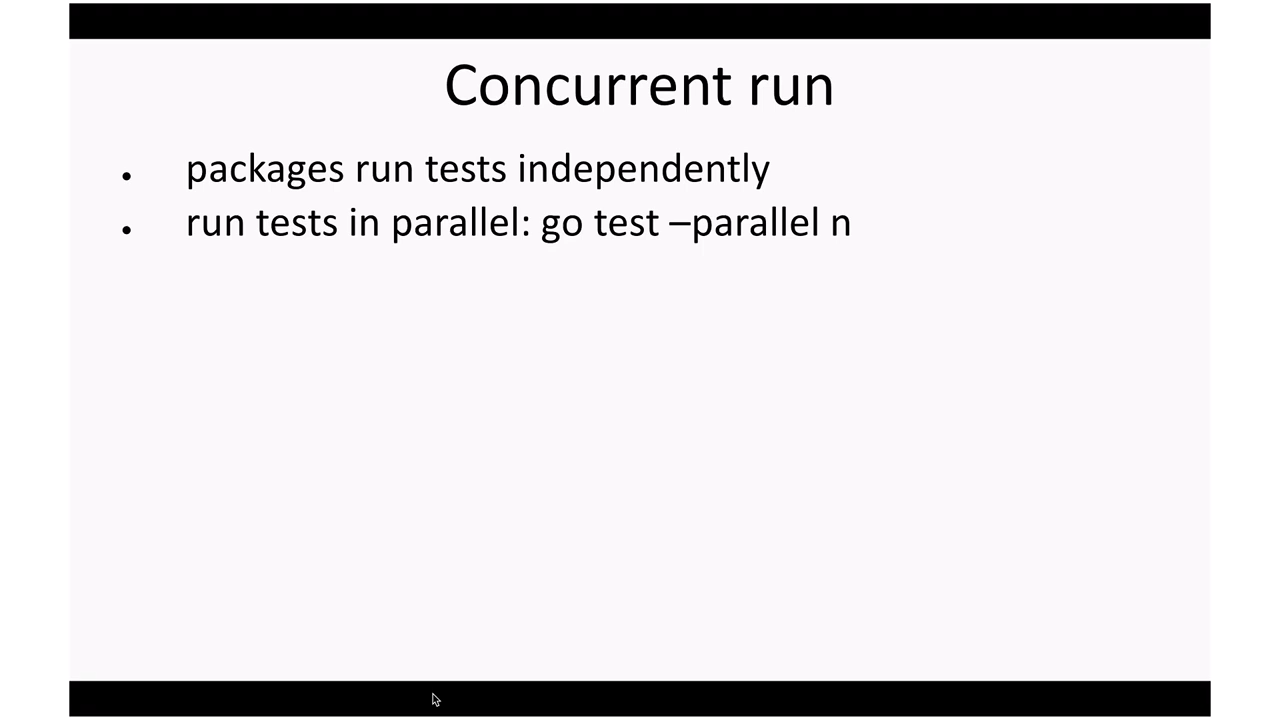 Concurrent run
• packages run tests independently
• run tests in parallel: go test –parallel n